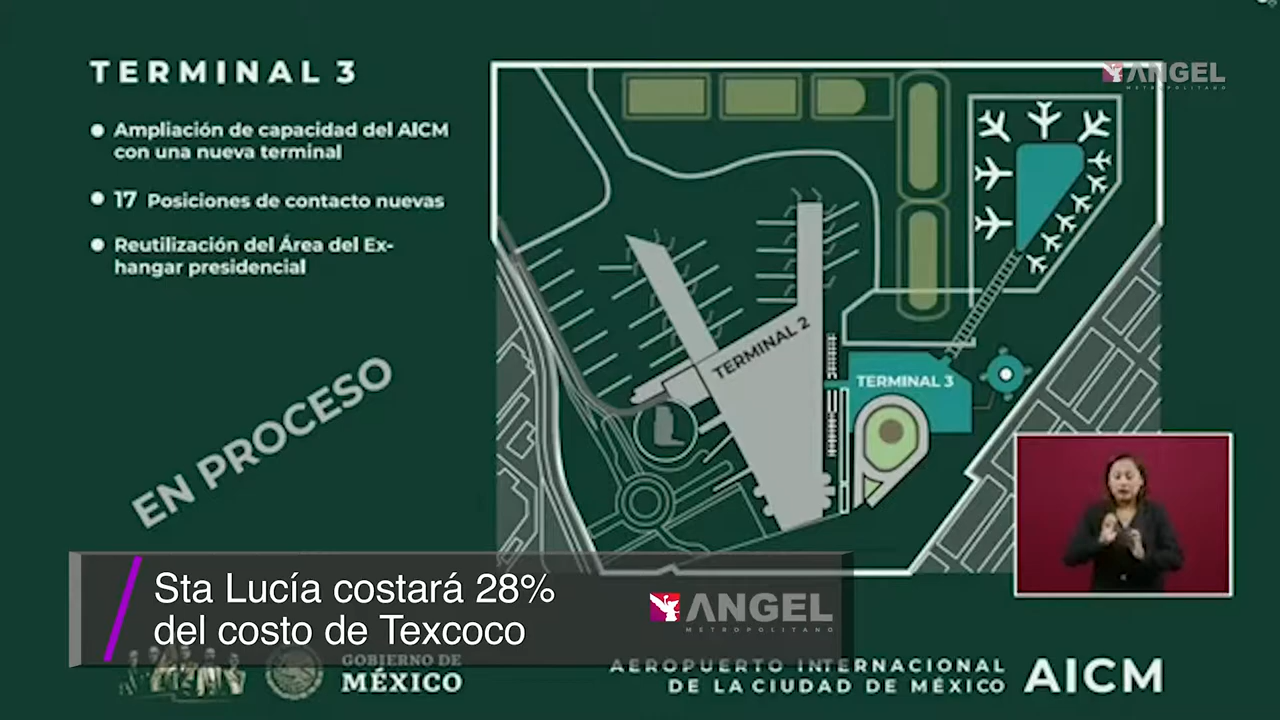 TERMINAL 3
Ampliación de capacidad del AICM
con una nueva terminal
17 Posiciones de contacto nuevas
Reutilización del Área del Ex-
hangar presidencial
EN PROCESO
ANGEL
METROPOLITANO
TERMINAL 2
TERMINAL 3
Sta Lucía costará 28%
del costo de Texcoco
ANGEL
METROPOLITANO
GOBIERNO DE
MÉXICO
AEROPUERTO INTERNACIONAL
DE LA CIUDAD DE MÉXICO
AICM